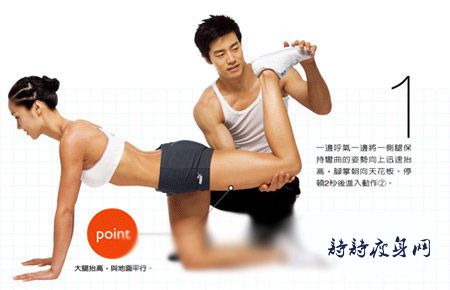 1
一邊呼氣一邊將一側腿保
持彎曲的姿勢向上迅速抬
高，腳掌朝向天花板，停
頓2秒後進入動作②。
point
大腿抬高，與地面平行。
瘦身网